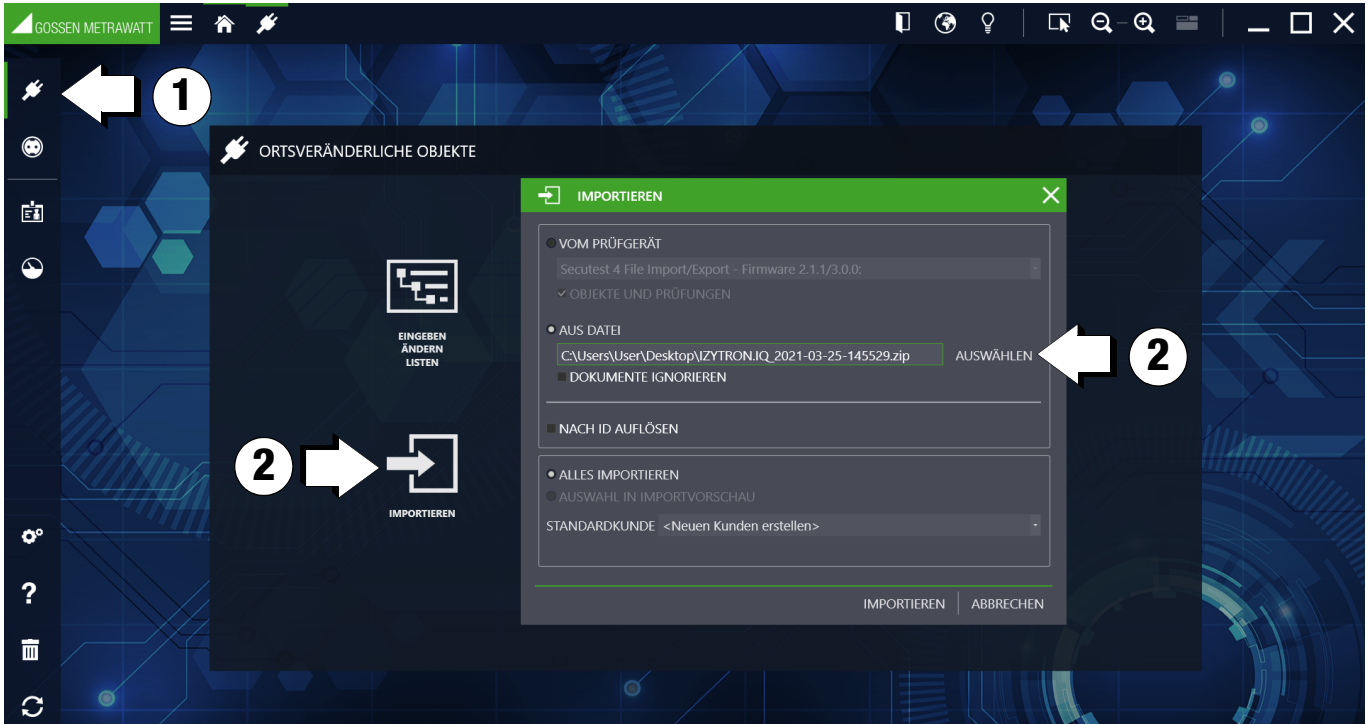 GOSSEN METRAWATT
1
ORTSVERÄNDERLICHE OBJEKTE
EINGEBEN
ÄNDERN
LISTEN
2
IMPORTIEREN
IMPORTIEREN
VOM PRÜFGERÄT
Secutest 4 File Import/Export - Firmware 2.1.1/3.0.0:
OBJEKTE UND PRÜFUNGEN
AUS DATEI
C:\Users\User\Desktop\IZYTRON.IQ_2021-03-25-145529.zip AUSWÄHLEN
2
DOKUMENTE IGNORIEREN
NACH ID AUFLÖSEN
ALLES IMPORTIEREN
AUSWAHL IN IMPORTVORSCHAU
STANDARDKUNDE <Neuen Kunden erstellen>
IMPORTIEREN ABBRECHEN